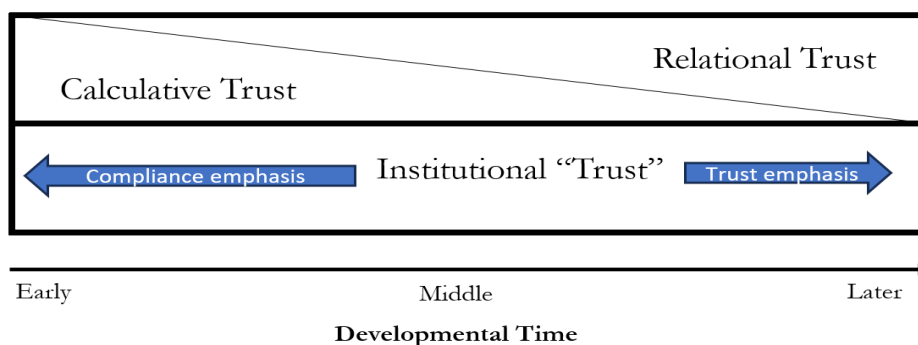 Relational Trust
Calculative Trust
Compliance emphasis Institutional “Trust” Trust emphasis
Early Middle Later
Developmental Time